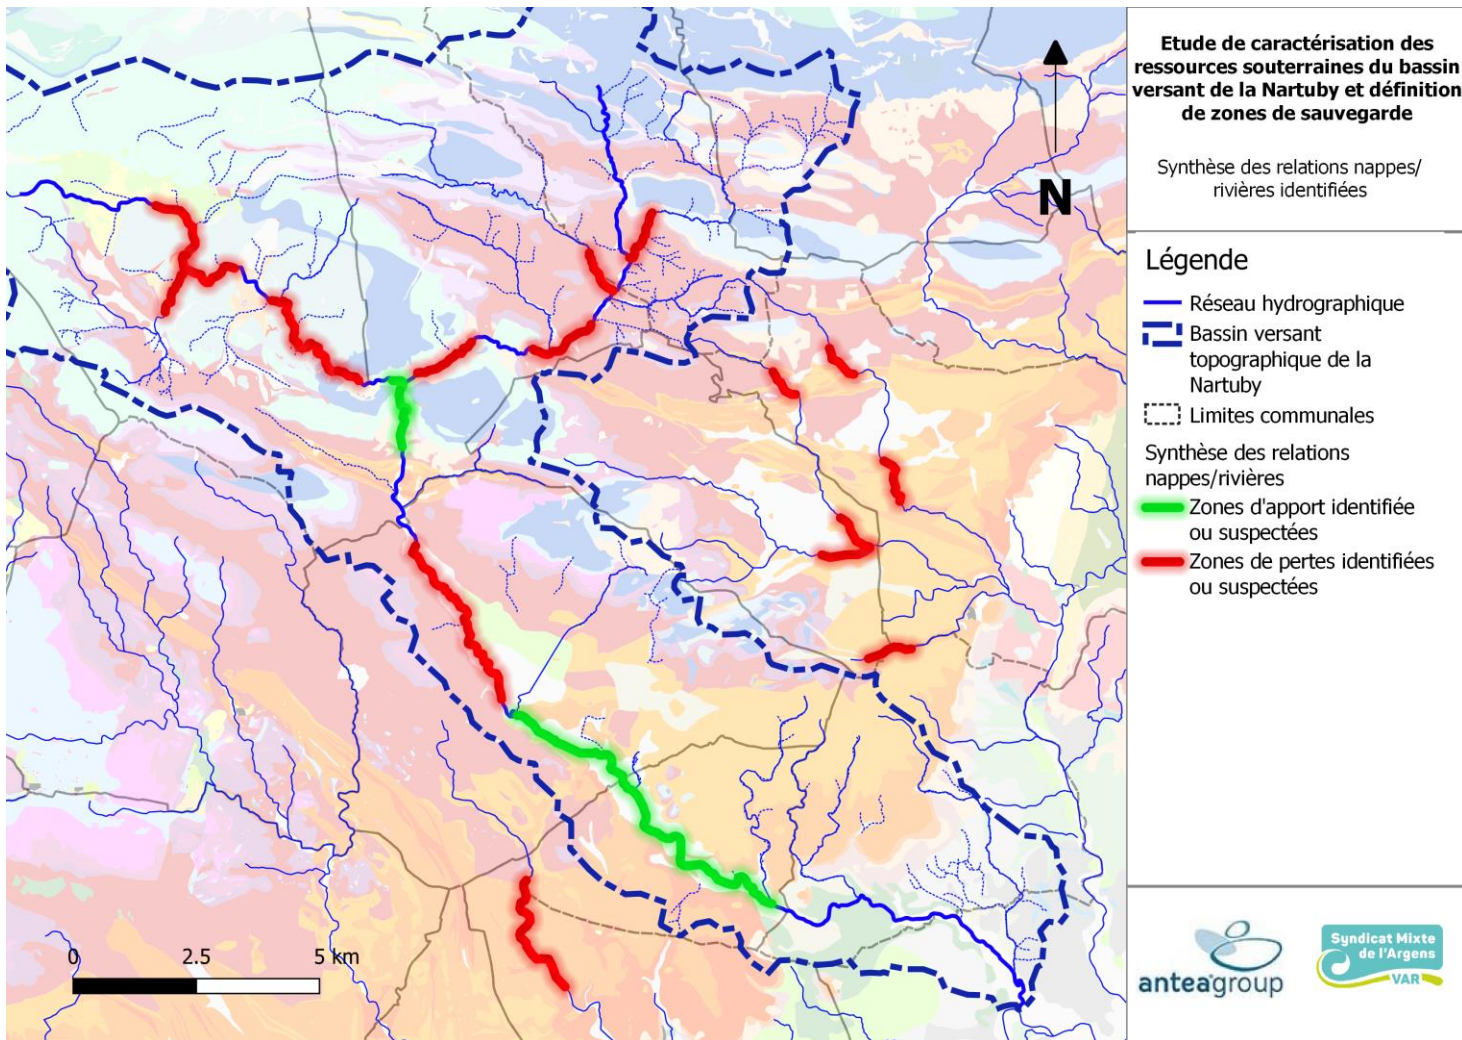 Etude de caractérisation des
ressources souterraines du bassin
versant de la Nartuby et définition
de zones de sauvegarde
Synthèse des relations nappes/
rivières identifiées
N
Légende
Réseau hydrographique
Bassin versant
topographique de la
Nartuby
Limites communales
Synthèse des relations
nappes/rivières
Zones d'apport identifiée
ou suspectées
Zones de pertes identifiées
ou suspectées
0 2.5 5 km
anteagroup
Syndicat Mixte
de l'Argens
VAR